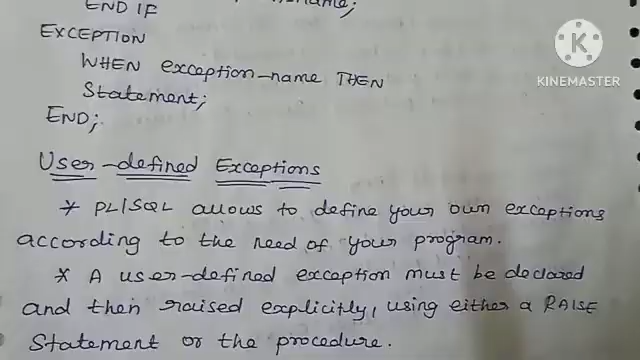 END IF
EXCEPTION
WHEN exception-name THEN
Statement;
END;
KINEMASTER
User-defined Exceptions
* PL/SQL allows to define your own exceptions
according to the need of your program.
* A user-defined exception must be declared
and then raised explicitly, using either a RAISE
Statement or the procedure.